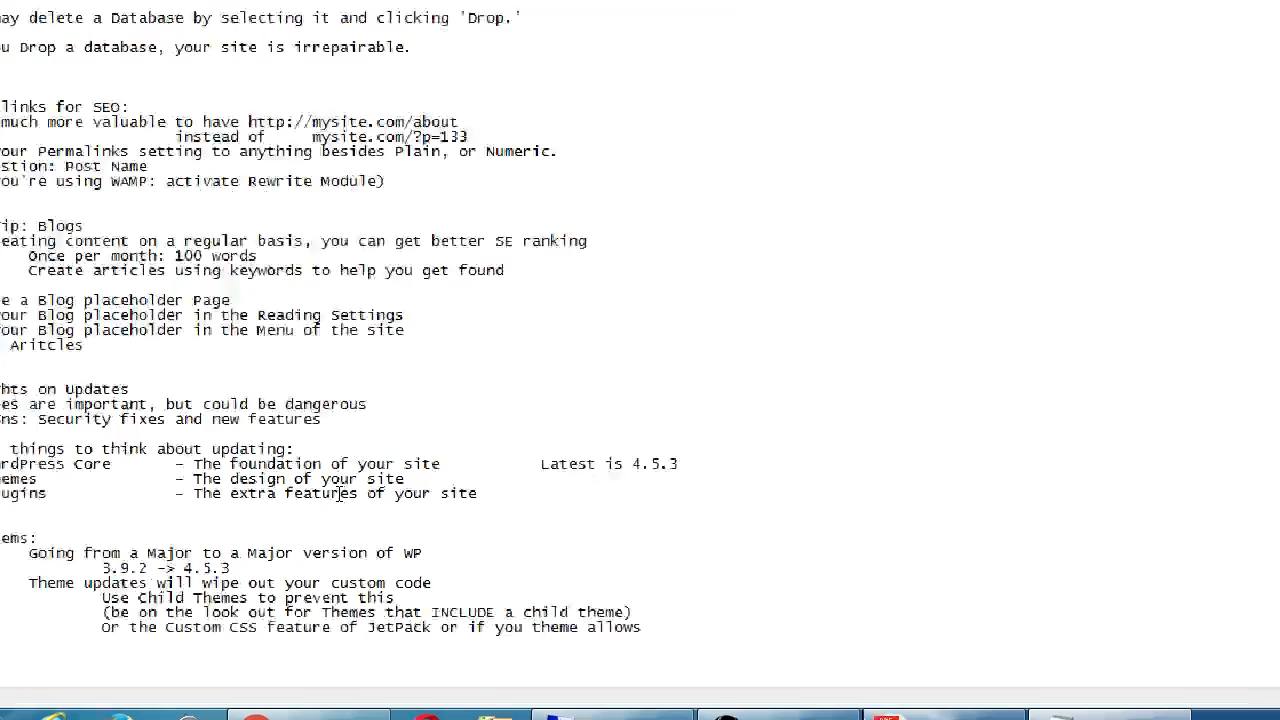 may delete a Database by selecting it and clicking 'Drop.'
u Drop a database, your site is irrepairable.
links for SEO:
much more valuable to have http://mysite.com/about
instead of mysite.com/?p=133
your Permalinks setting to anything besides Plain, or Numeric.
estion: Post Name
you're using WAMP: activate Rewrite Module)
ip: Blogs
eating content on a regular basis, you can get better SE ranking
Once per month: 100 words
Create articles using keywords to help you get found
e a Blog placeholder Page
your Blog placeholder in the Reading Settings
your Blog placeholder in the Menu of the site
Aritcles
hts on Updates
es are important, but could be dangerous
ns: Security fixes and new features
things to think about updating:
rdPress Core - The foundation of your site Latest is 4.5.3
emes - The design of your site
lugins - The extra features of your site
ems:
Going from a Major to a Major version of WP
3.9.2 -> 4.5.3
Theme updates will wipe out your custom code
Use Child Themes to prevent this
(be on the look out for Themes that INCLUDE a child theme)
Or the Custom CSS feature of JetPack or if you theme allows